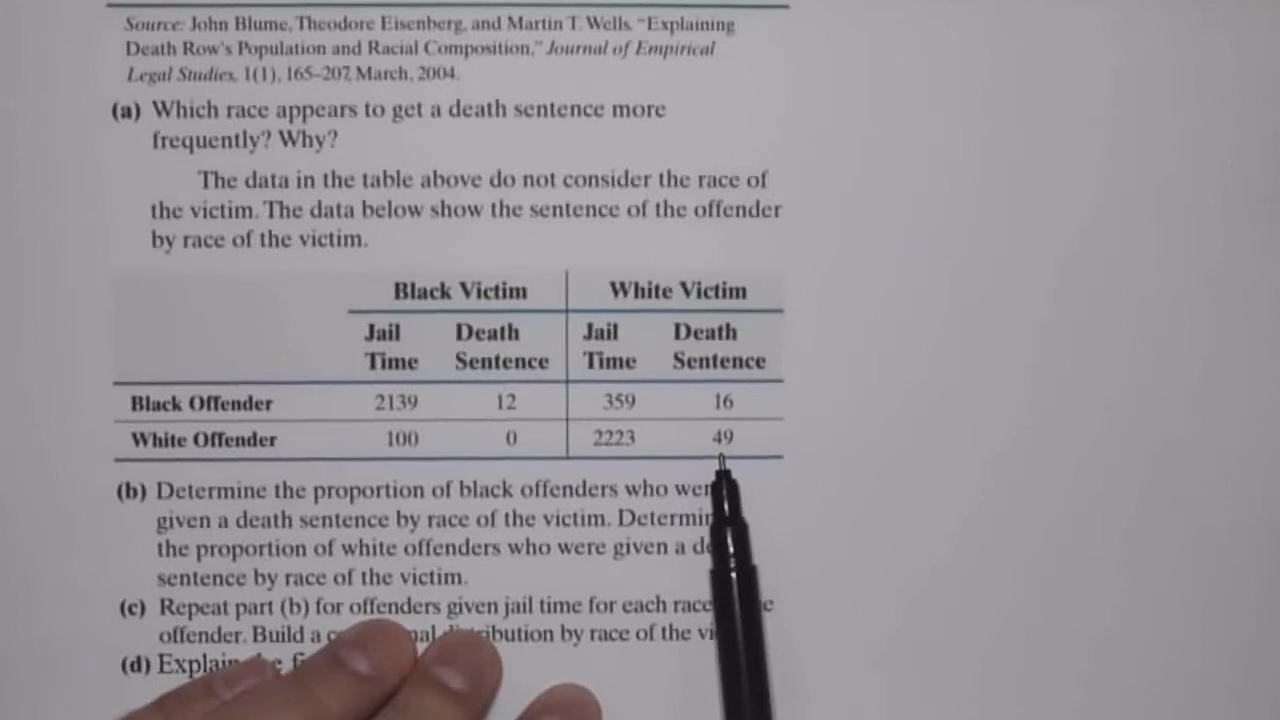 Source: John Blume, Theodore Eisenberg, and Martin T. Wells. "Explaining
Death Row's Population and Racial Composition," Journal of Empirical
Legal Studies, 1(1), 165–207, March, 2004.
(a) Which race appears to get a death sentence more
frequently? Why?
The data in the table above do not consider the race of
the victim. The data below show the sentence of the offender
by race of the victim.
Black Victim White Victim
Jail Death Jail Death
Time Sentence Time Sentence
Black Offender 2139 12 359 16
White Offender 100 0 2223 49
(b) Determine the proportion of black offenders who
given a death sentence by race of the victim.
the proportion of white offenders who were given a
sentence by race of the victim.
(c) Repeat part (b) for offenders given jail time for each race
offender. Build a by race of the
(d) Explain